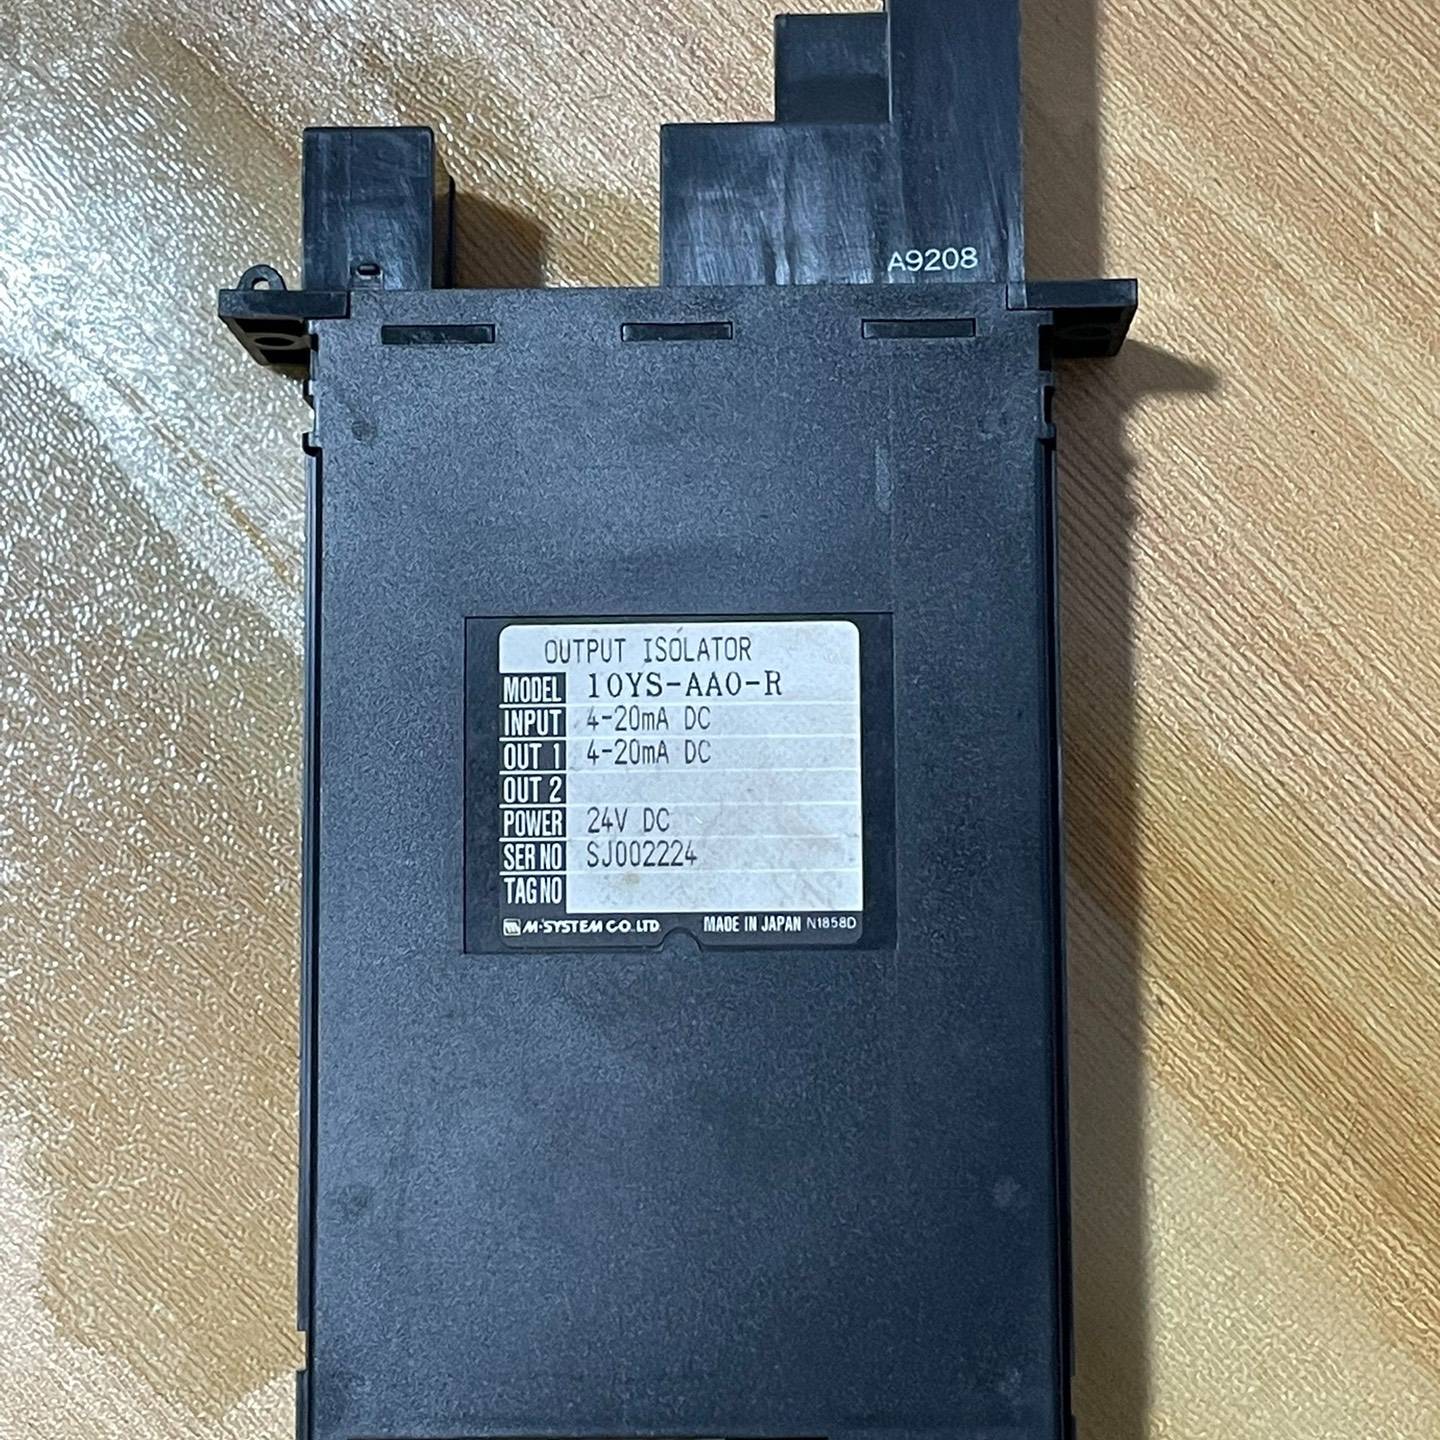 A9208
OUTPUT ISOLATOR
MODEL 10YS-AA0-R
INPUT 4-20mA DC
OUT 1 4-20mA DC
OUT 2
POWER 24V DC
SER NO SJ002224
TAG NO
M-SYSTEM CO.,LTD. MADE IN JAPAN N1858D